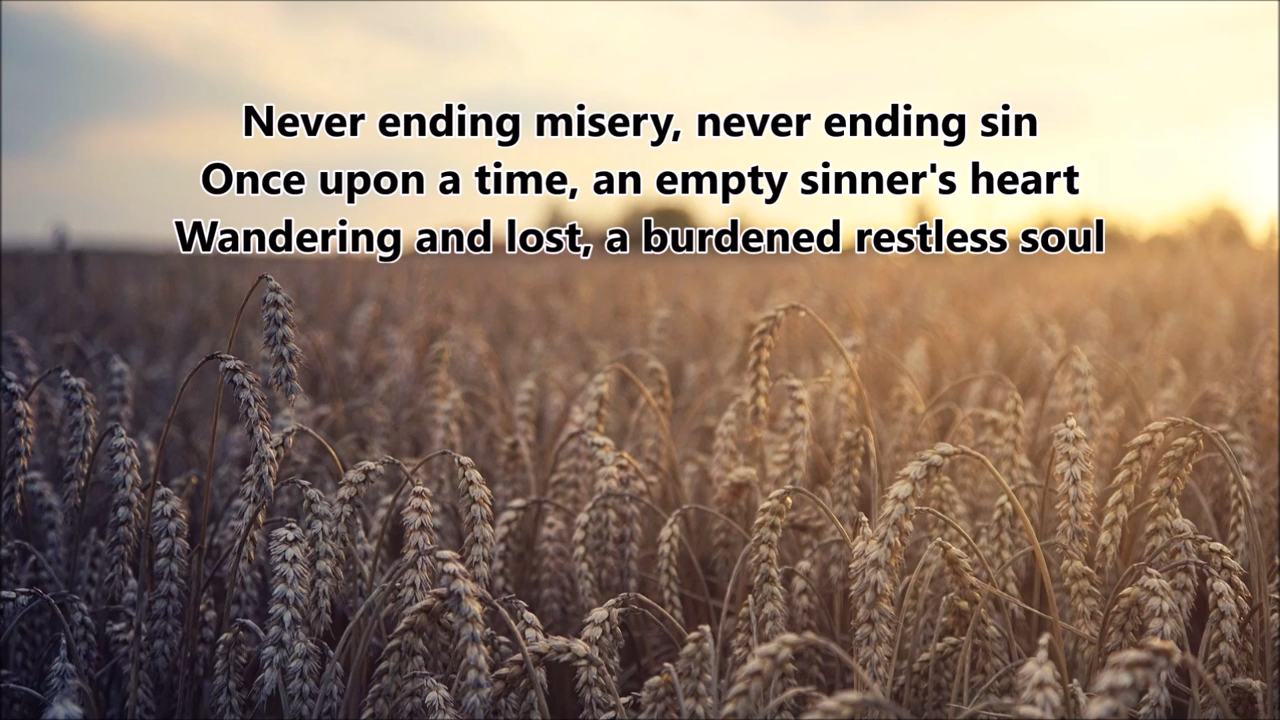 Never ending misery, never ending sin
Once upon a time, an empty sinner's heart
Wandering and lost, a burdened restless soul